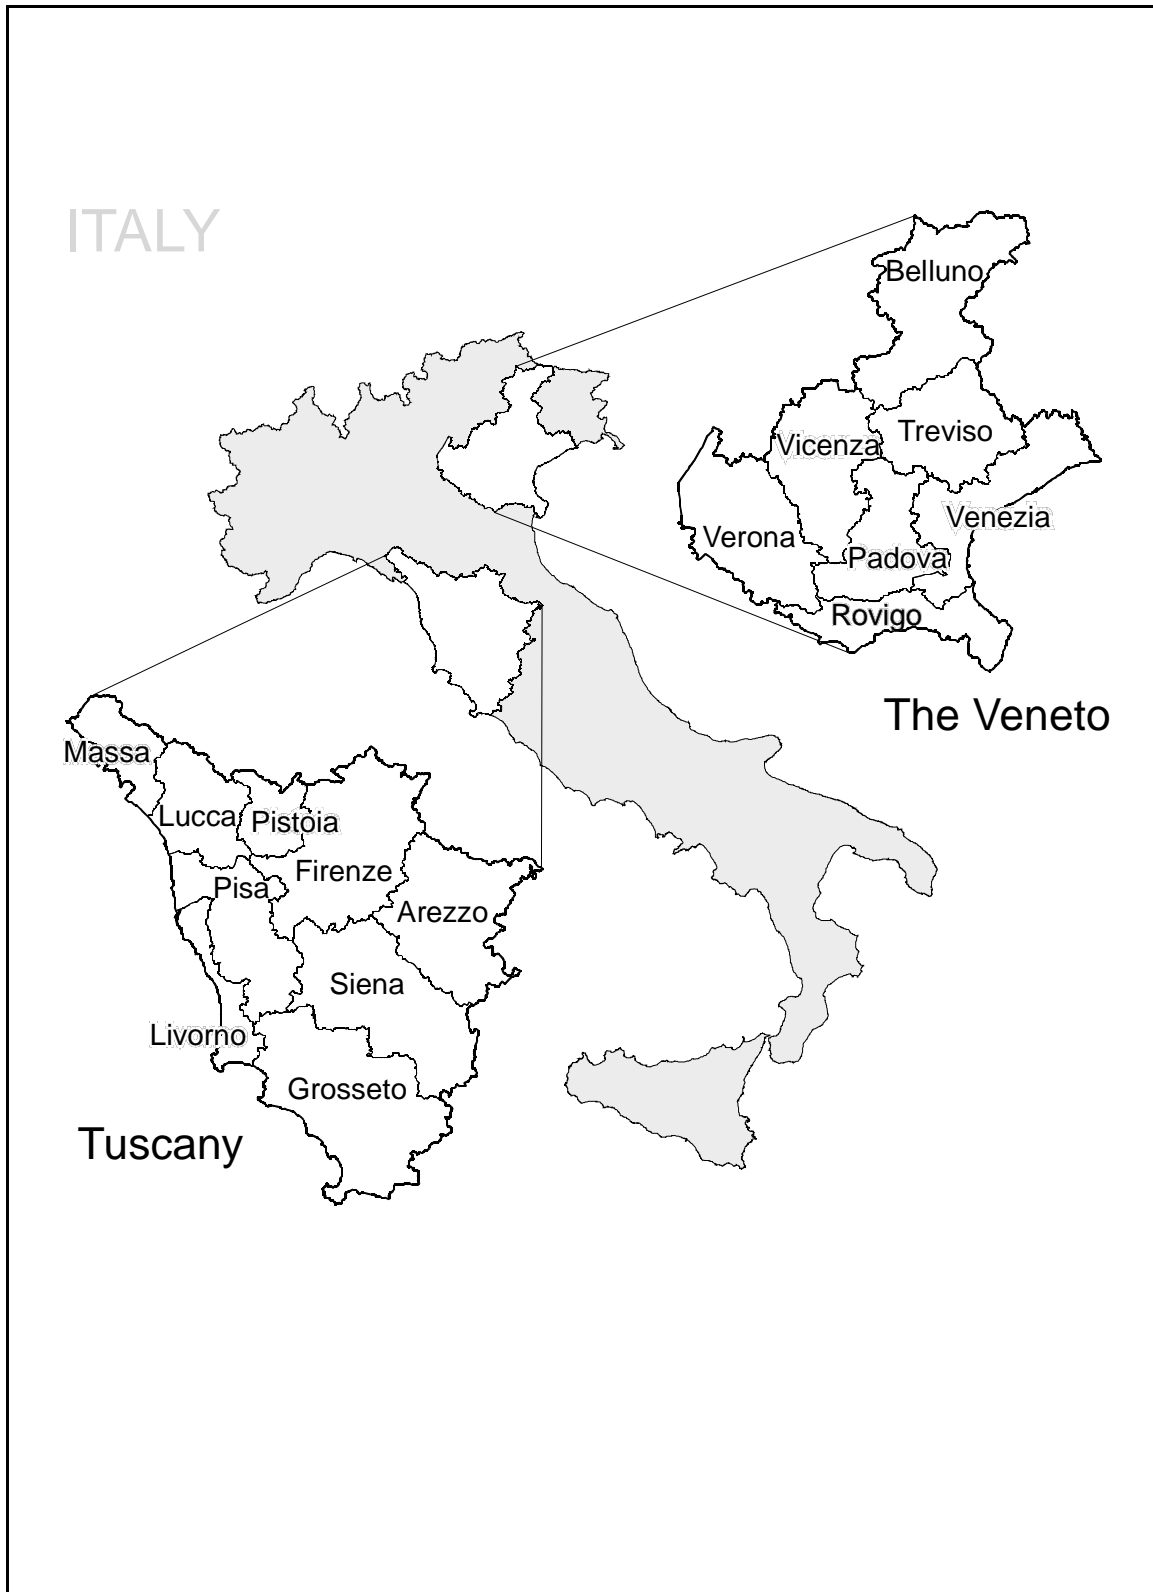 ITALY
Belluno
Treviso
Vicenza
Venezia
Verona
Padova
Rovigo
The Veneto
Massa
Lucca
Pistoia
Firenze
Pisa
Arezzo
Siena
Livorno
Grosseto
Tuscany